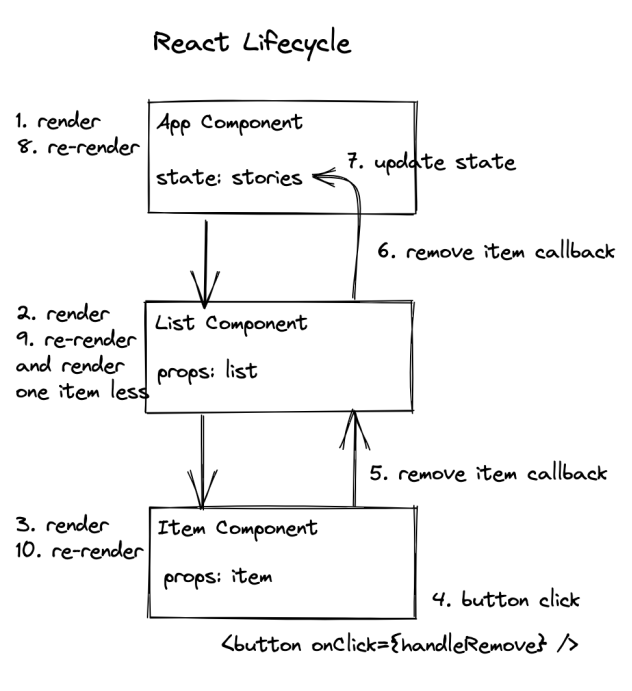 React Lifecycle
1. render
8. re-render
App Component
state: stories
7. update state
6. remove item callback
2. render
9. re-render
and render
one item less
List Component
props: list
5. remove item callback
3. render
10. re-render
Item Component
props: item
4. button click
<button onClick={handleRemove} />